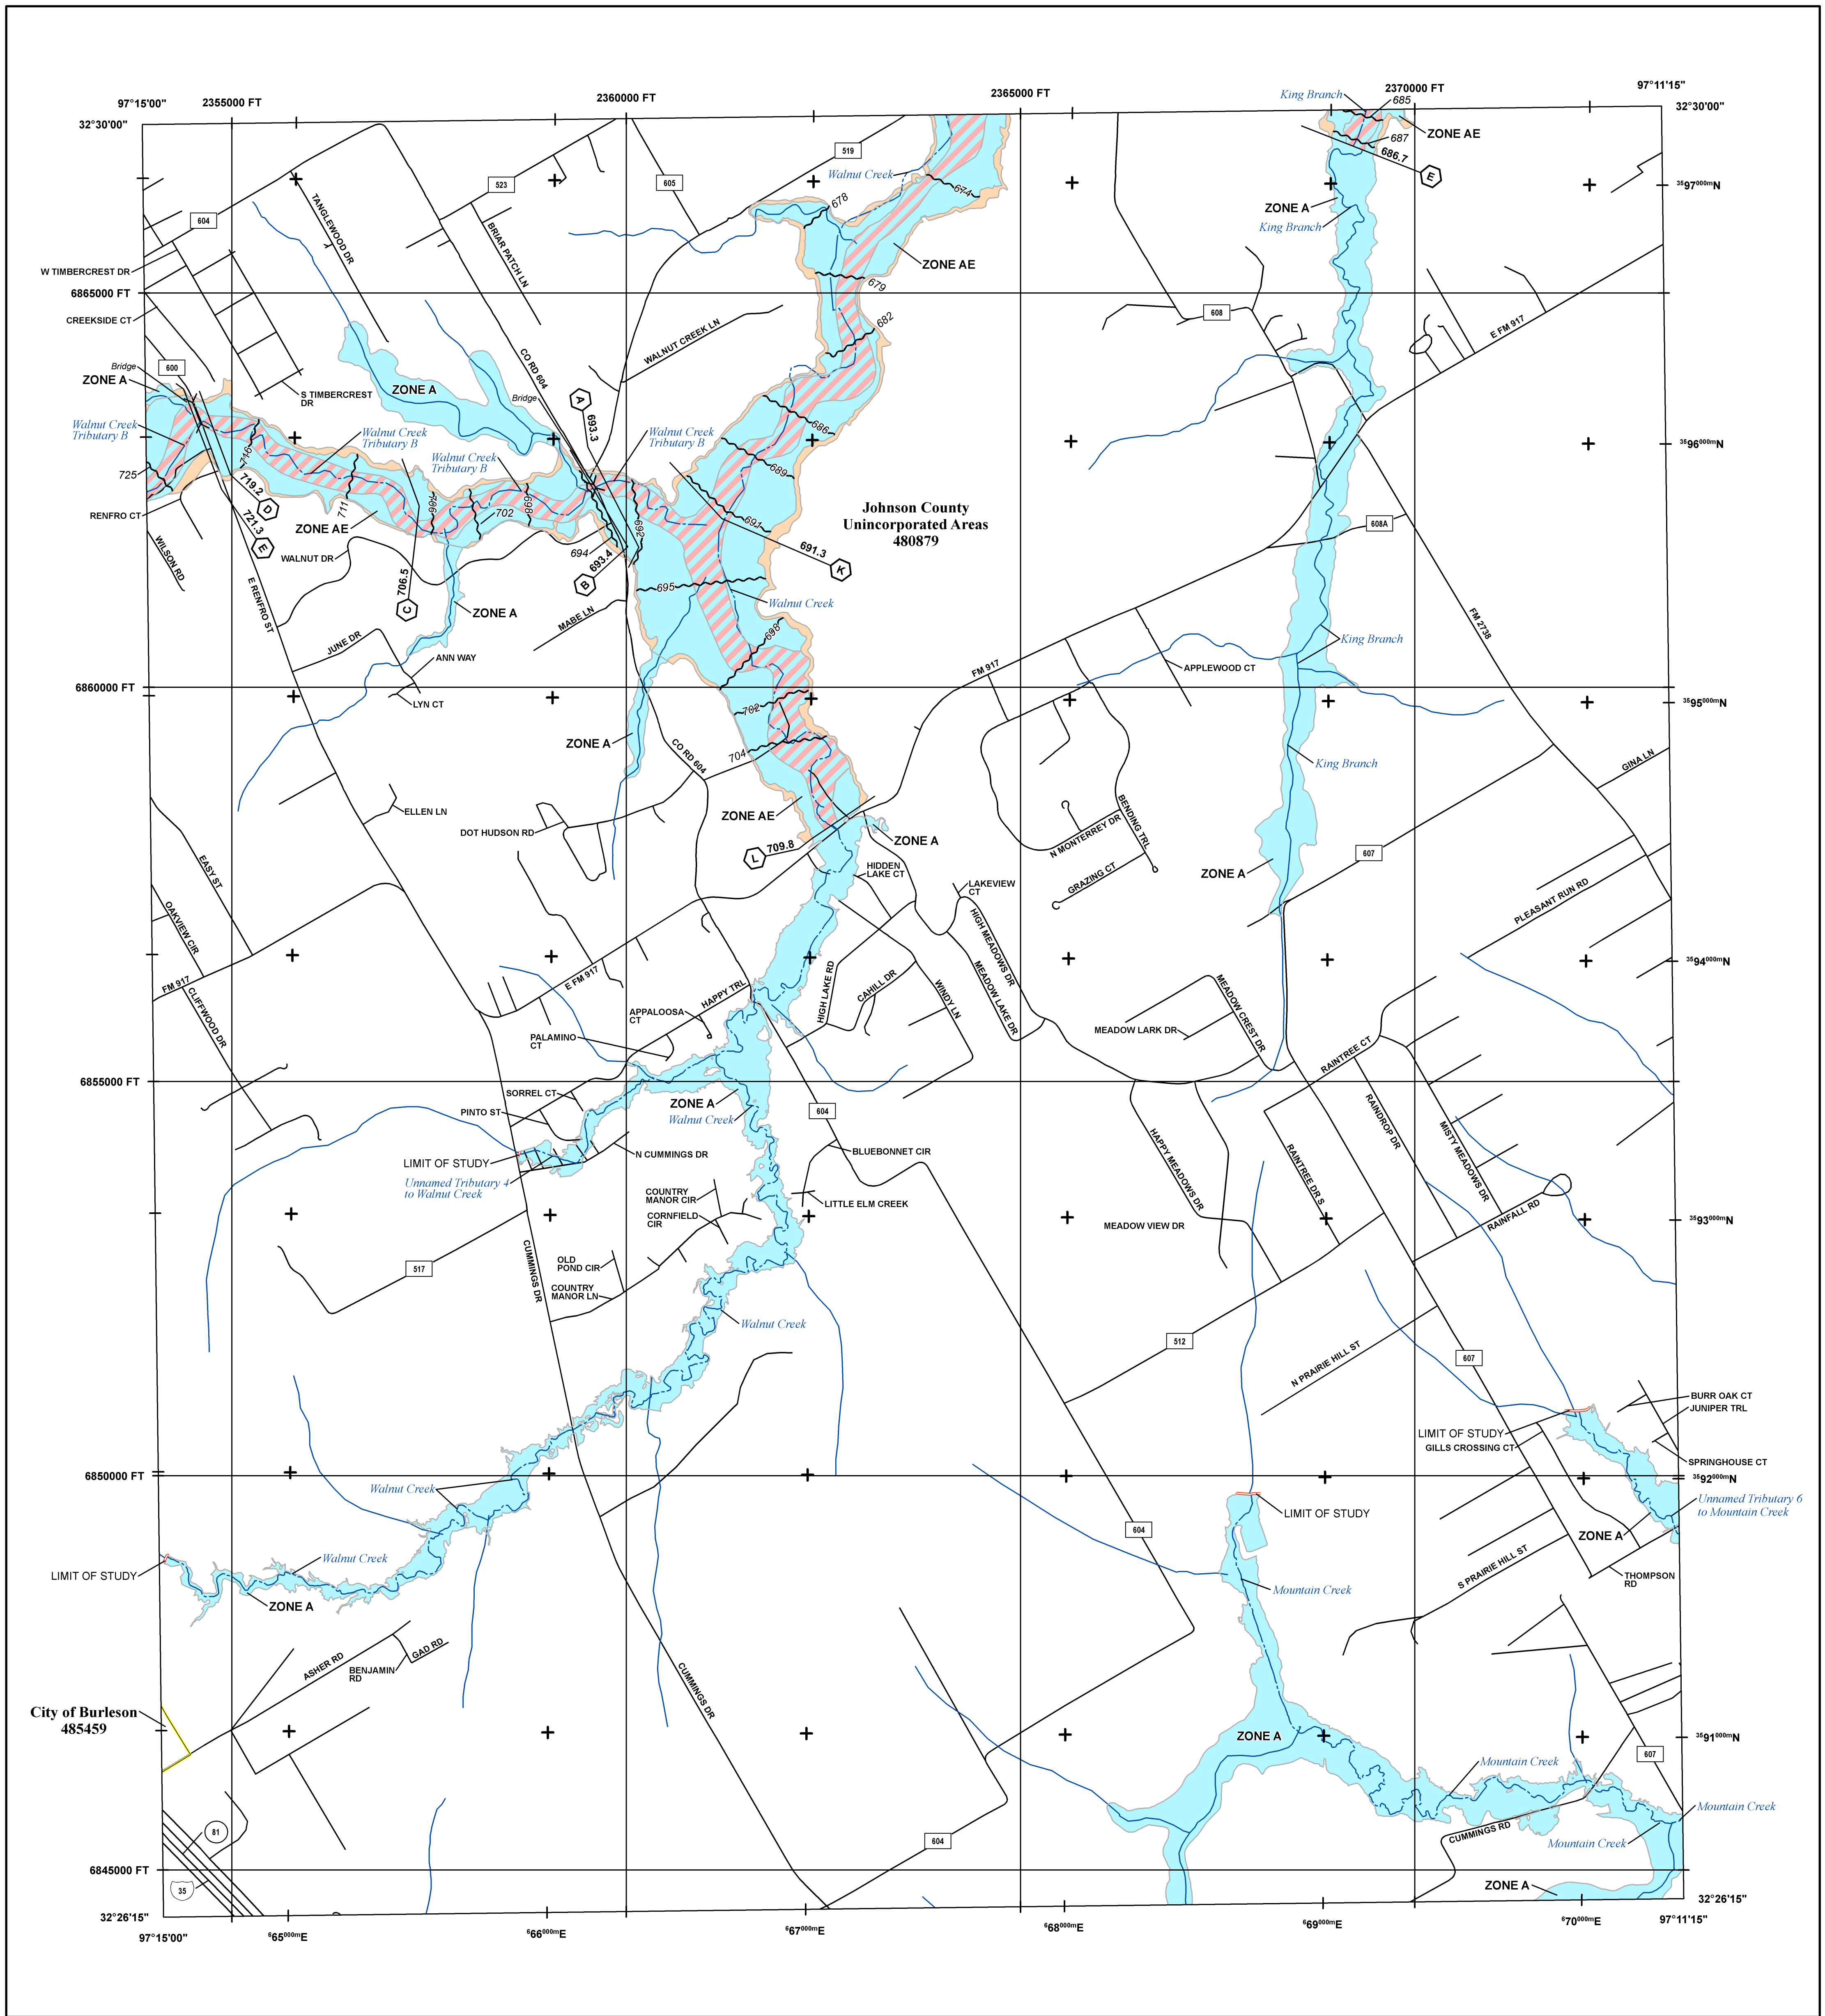 97°15'00"
2355000 FT
2360000 FT
2365000 FT
2370000 FT
97°11'15"
32°30'00"
32°30'00"
King Branch
685
ZONE AE
687
686.7
E
519
523
605
604
Walnut Creek
674
678
3597000mN
ZONE A
King Branch
TANGLEWOOD DR
BRIAR PATCH LN
ZONE AE
W TIMBERCREST DR
679
6865000 FT
CREEKSIDE CT
682
608
E FM 917
WALNUT CREEK LN
CO RD 604
Bridge
600
ZONE A
ZONE A
S TIMBERCREST
DR
Bridge
A
693.3
Walnut Creek
Tributary B
Walnut Creek
Tributary B
Walnut Creek
Tributary B
Walnut Creek
Tributary B
686
689
3596000mN
716
725
719.2
D
721.3
E
711
706
702
698
692
691
RENFRO CT
ZONE AE
WALNUT DR
WILSON RD
694
693.4
B
706.5
C
691.3
K
Johnson County
Unincorporated Areas
480879
608A
695
E RENFRO ST
ZONE A
MABE LN
Walnut Creek
698
FM 2738
JUNE DR
ANN WAY
King Branch
FM 917
APPLEWOOD CT
6860000 FT
LYN CT
702
3595000mN
ZONE A
CO RD 604
704
King Branch
GINA LN
ELLEN LN
DOT HUDSON RD
ZONE AE
ZONE A
N MONTERREY DR
BENDING TRL
L
709.8
HIDDEN
LAKE CT
607
EASY ST
LAKEVIEW
CT
GRAZING CT
ZONE A
PLEASANT RUN RD
OAKVIEW CIR
HIGH MEADOWS DR
MEADOW LAKE DR
FM 917
E FM 917
3594000mN
CLIFFWOOD DR
HAPPY TRL
HIGH LAKE RD
CAHILL DR
WINDY LN
APPALOOSA
CT
PALAMINO
CT
MEADOW LARK DR
MEADOW CREST DR
RAINTREE CT
6855000 FT
SORREL CT
PINTO ST
ZONE A
Walnut Creek
604
RAINDROP DR
MISTY MEADOWS DR
HAPPY MEADOWS DR
RAINTREE DR S
LIMIT OF STUDY
N CUMMINGS DR
BLUEBONNET CIR
Unnamed Tributary 4
to Walnut Creek
COUNTRY
MANOR CIR
LITTLE ELM CREEK
CORNFIELD
CIR
MEADOW VIEW DR
RAINFALL RD
3593000mN
517
CUMMINGS DR
OLD
POND CIR
COUNTRY
MANOR LN
Walnut Creek
512
N PRAIRIE HILL ST
607
BURR OAK CT
JUNIPER TRL
LIMIT OF STUDY
GILLS CROSSING CT
SPRINGHOUSE CT
6850000 FT
3592000mN
Walnut Creek
LIMIT OF STUDY
Unnamed Tributary 6
to Mountain Creek
604
ZONE A
Walnut Creek
LIMIT OF STUDY
S PRAIRIE HILL ST
THOMPSON
RD
Mountain Creek
ZONE A
ASHER RD
BENJAMIN
RD
GAD RD
CUMMINGS DR
City of Burleson
485459
ZONE A
3591000mN
607
Mountain Creek
Mountain Creek
81
604
CUMMINGS RD
Mountain Creek
6845000 FT
35
ZONE A
32°26'15"
32°26'15"
97°15'00"
665000mE
666000mE
667000mE
668000mE
669000mE
670000mE
97°11'15"